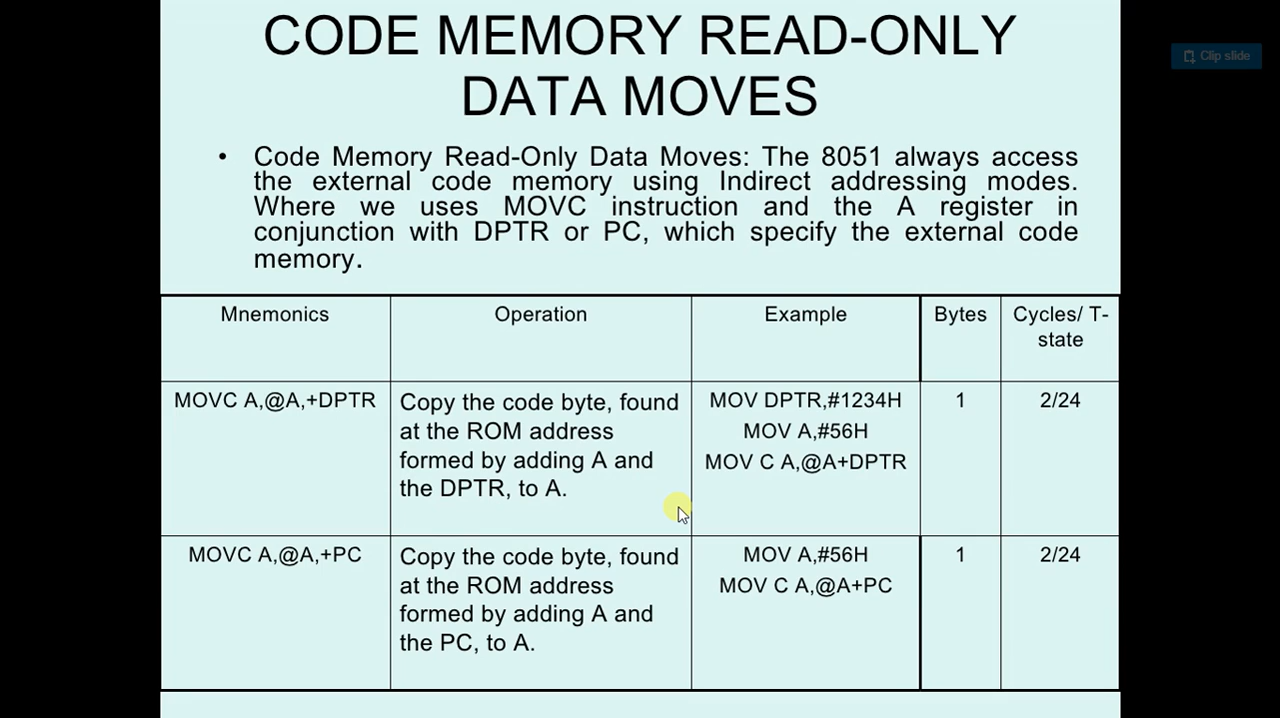 CODE MEMORY READ-ONLY
DATA MOVES
Clip slide
• Code Memory Read-Only Data Moves: The 8051 always access
the external code memory using Indirect addressing modes.
Where we uses MOVC instruction and the A register in
conjunction with DPTR or PC, which specify the external code
memory.
Mnemonics
Operation
Example
Bytes
Cycles/ T-
state
MOVC A,@A,+DPTR
Copy the code byte, found
at the ROM address
formed by adding A and
the DPTR, to A.
MOV DPTR,#1234H
MOV A,#56H
MOV C A,@A+DPTR
1
2/24
MOVC A,@A,+PC
Copy the code byte, found
at the ROM address
formed by adding A and
the PC, to A.
MOV A,#56H
MOV C A,@A+PC
1
2/24